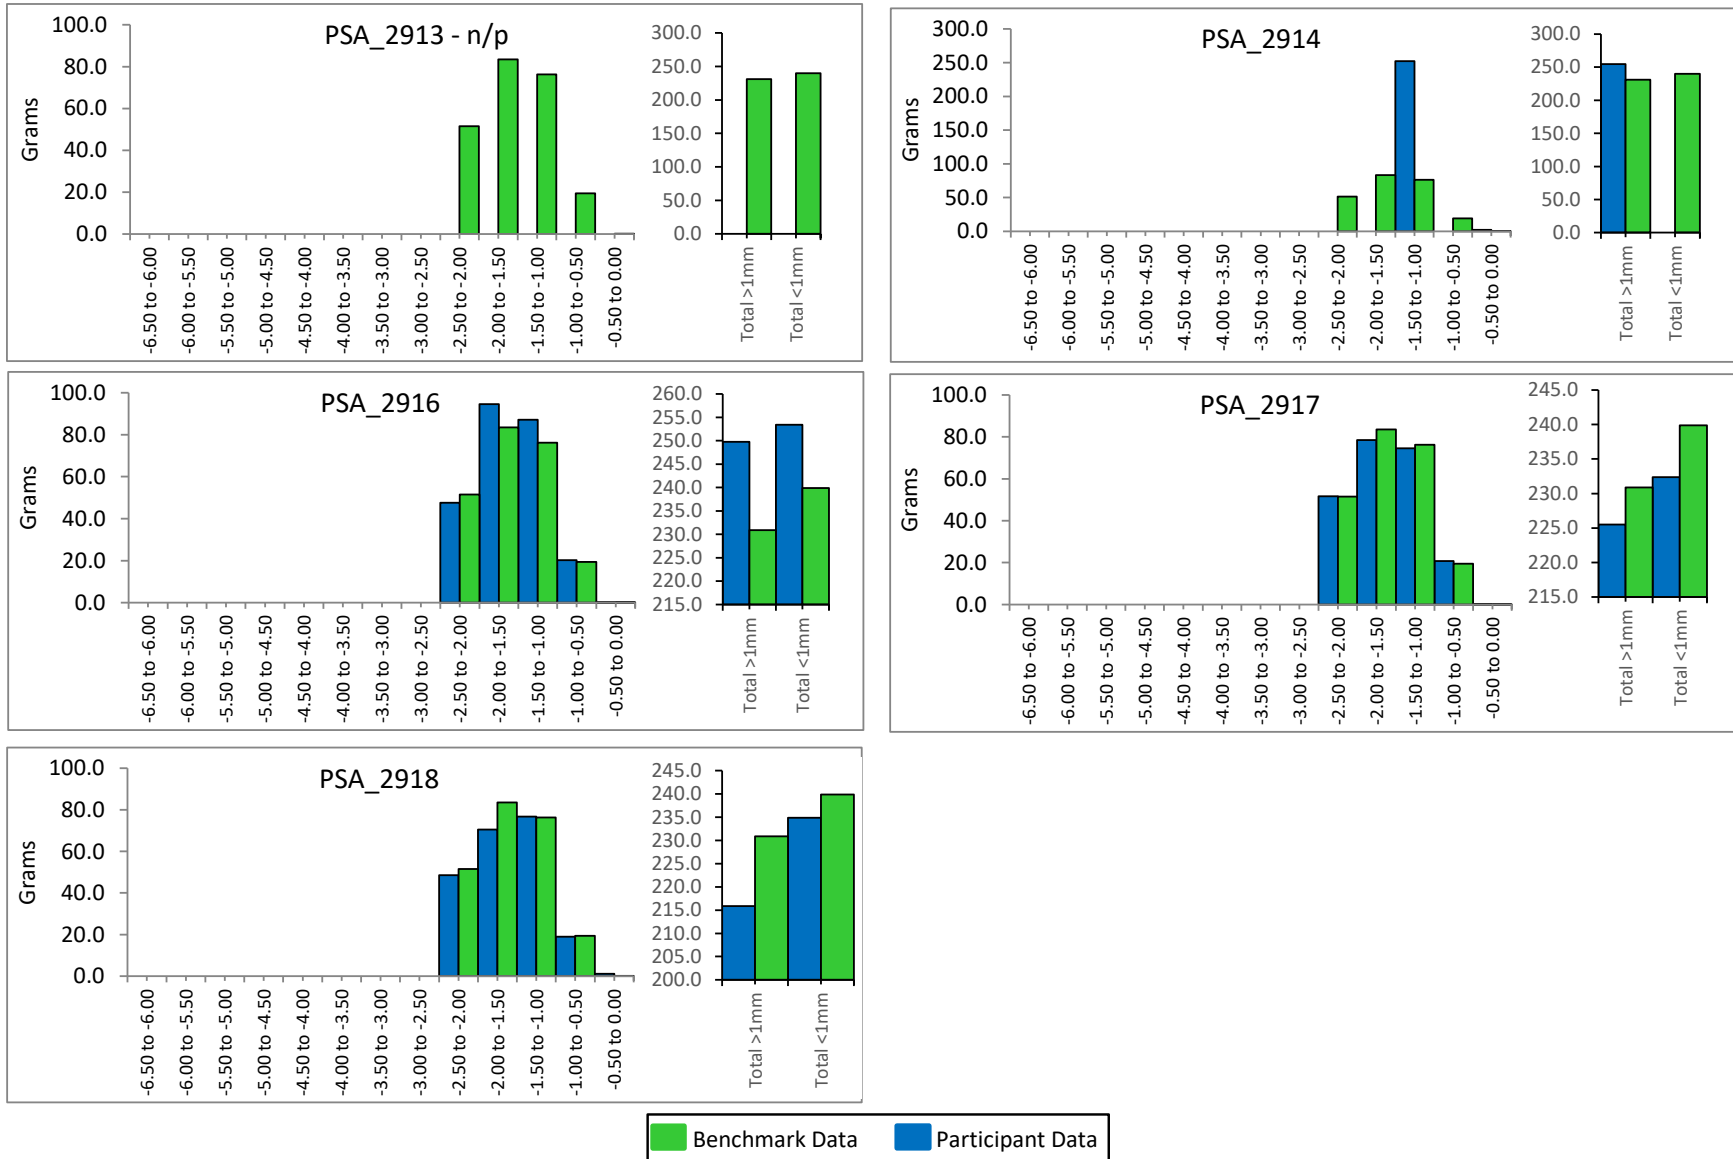 PSA_2913 - n/p
Grams
100.0
80.0
60.0
40.0
20.0
0.0
-6.50 to -6.00
-6.00 to -5.50
-5.50 to -5.00
-5.00 to -4.50
-4.50 to -4.00
-4.00 to -3.50
-3.50 to -3.00
-3.00 to -2.50
-2.50 to -2.00
-2.00 to -1.50
-1.50 to -1.00
-1.00 to -0.50
-0.50 to 0.00
300.0
250.0
200.0
150.0
100.0
50.0
0.0
Total >1mm
Total <1mm
PSA_2914
Grams
300.0
250.0
200.0
150.0
100.0
50.0
0.0
-6.50 to -6.00
-6.00 to -5.50
-5.50 to -5.00
-5.00 to -4.50
-4.50 to -4.00
-4.00 to -3.50
-3.50 to -3.00
-3.00 to -2.50
-2.50 to -2.00
-2.00 to -1.50
-1.50 to -1.00
-1.00 to -0.50
-0.50 to 0.00
300.0
250.0
200.0
150.0
100.0
50.0
0.0
Total >1mm
Total <1mm
PSA_2916
Grams
100.0
80.0
60.0
40.0
20.0
0.0
-6.50 to -6.00
-6.00 to -5.50
-5.50 to -5.00
-5.00 to -4.50
-4.50 to -4.00
-4.00 to -3.50
-3.50 to -3.00
-3.00 to -2.50
-2.50 to -2.00
-2.00 to -1.50
-1.50 to -1.00
-1.00 to -0.50
-0.50 to 0.00
260.0
255.0
250.0
245.0
240.0
235.0
230.0
225.0
220.0
215.0
Total >1mm
Total <1mm
PSA_2917
Grams
100.0
80.0
60.0
40.0
20.0
0.0
-6.50 to -6.00
-6.00 to -5.50
-5.50 to -5.00
-5.00 to -4.50
-4.50 to -4.00
-4.00 to -3.50
-3.50 to -3.00
-3.00 to -2.50
-2.50 to -2.00
-2.00 to -1.50
-1.50 to -1.00
-1.00 to -0.50
-0.50 to 0.00
245.0
240.0
235.0
230.0
225.0
220.0
215.0
Total >1mm
Total <1mm
PSA_2918
Grams
100.0
80.0
60.0
40.0
20.0
0.0
-6.50 to -6.00
-6.00 to -5.50
-5.50 to -5.00
-5.00 to -4.50
-4.50 to -4.00
-4.00 to -3.50
-3.50 to -3.00
-3.00 to -2.50
-2.50 to -2.00
-2.00 to -1.50
-1.50 to -1.00
-1.00 to -0.50
-0.50 to 0.00
245.0
240.0
235.0
230.0
225.0
220.0
215.0
210.0
205.0
200.0
Total >1mm
Total <1mm
Benchmark Data
Participant Data